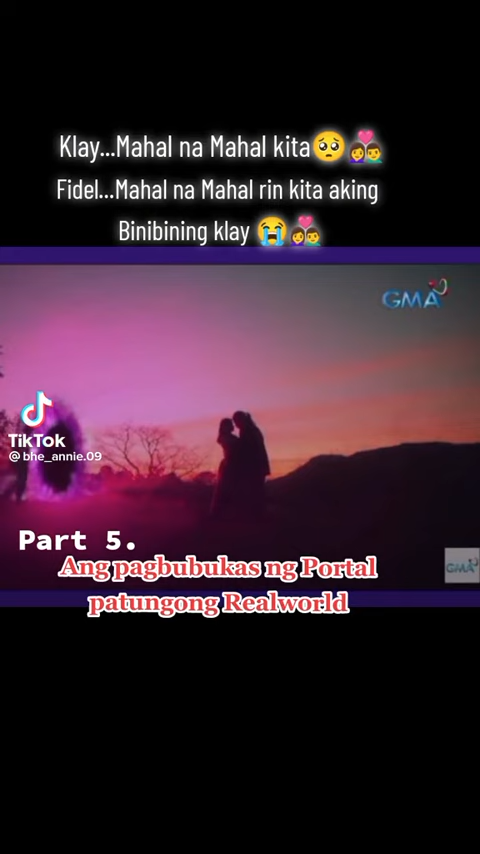 Klay...Mahal na Mahal kita🥺💑
Fidel...Mahal na Mahal rin kita aking
Binibining klay 😭💑
GMA
TikTok
@bhe_annie.09
Part 5.
Ang pagbubukas ng Portal
patungong Realworld
GMA